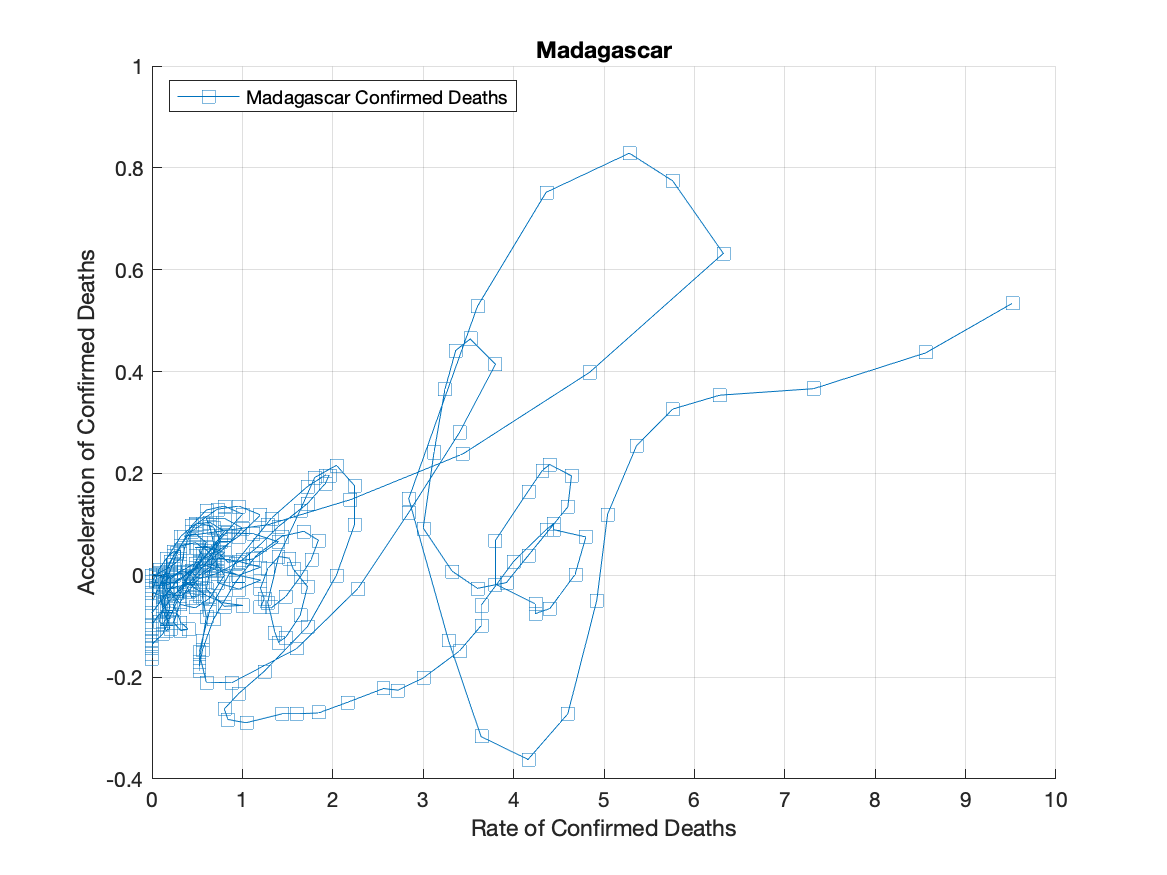 Madagascar
Madagascar Confirmed Deaths
1
0.8
0.6
0.4
0.2
0
-0.2
-0.4
Acceleration of Confirmed Deaths
0 1 2 3 4 5 6 7 8 9 10
Rate of Confirmed Deaths